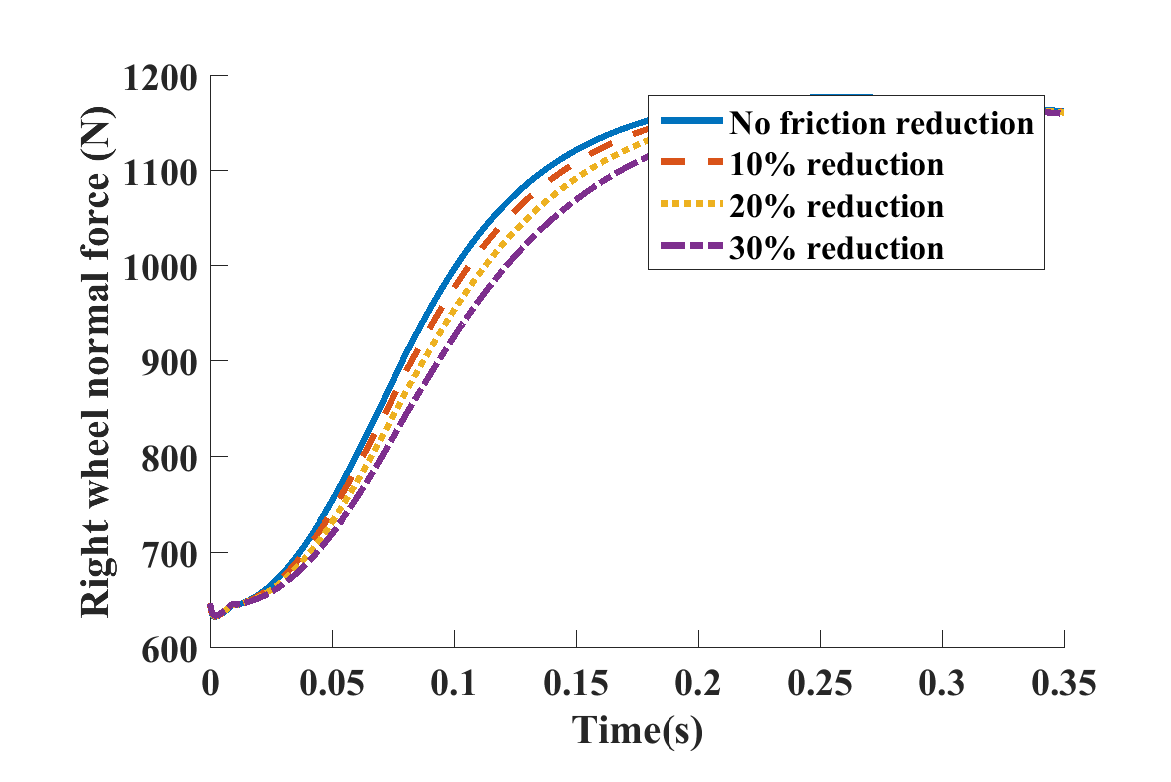 1200
1100
1000
900
800
700
600
Right wheel normal force (N)
No friction reduction
10% reduction
20% reduction
30% reduction
0 0.05 0.1 0.15 0.2 0.25 0.3 0.35
Time(s)